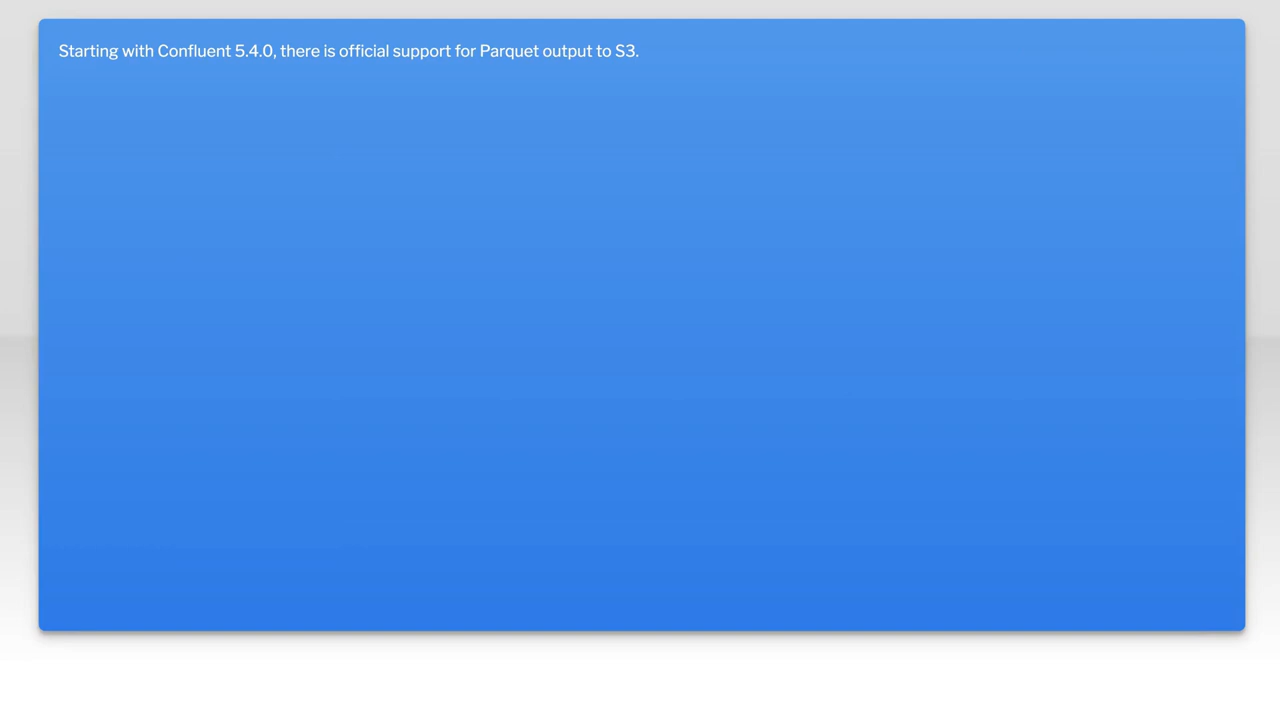 Starting with Confluent 5.4.0, there is official support for Parquet output to S3.